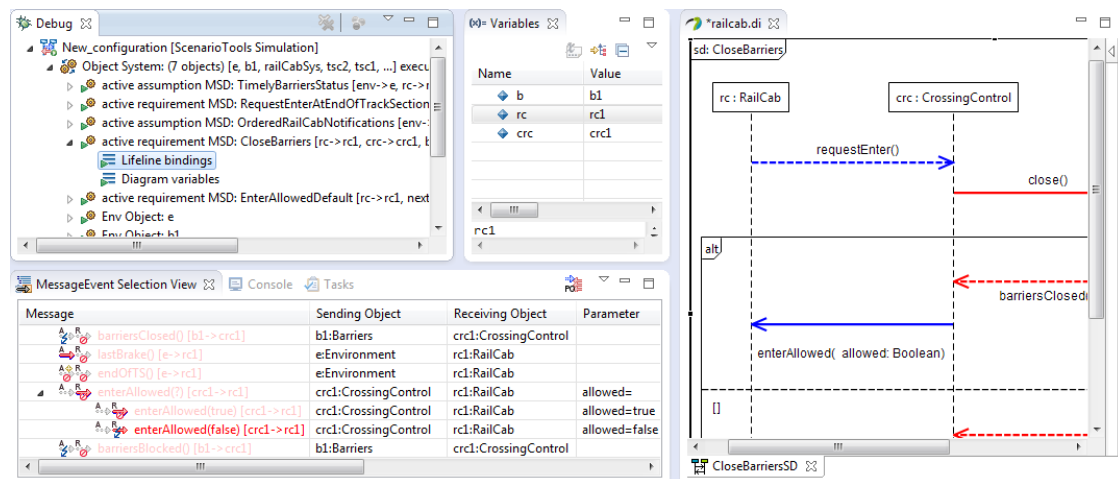 Debug
New_configuration [ScenarioTools Simulation]
Object System: (7 objects) [e, b1, railCabSys, tsc2, tsc1, ...] execu
active assumption MSD: TimelyBarriersStatus [env->e, rc->r
active requirement MSD: RequestEnterAtEndOfTrackSection
active assumption MSD: OrderedRailCabNotifications [env-
active requirement MSD: CloseBarriers [rc->rc1, crc->crc1, b
Lifeline bindings
Diagram variables
active requirement MSD: EnterAllowedDefault [rc->rc1, next
Env Object: e
Env Object: b1
(x)= Variables
Name Value
b b1
rc rc1
crc crc1
rc1
*railcab.di
sd: CloseBarriers
rc : RailCab crc : CrossingControl
requestEnter()
close()
alt
barriersClosed(
enterAllowed( allowed: Boolean)
[]
CloseBarriersSD
MessageEvent Selection View Console Tasks
Message Sending Object Receiving Object Parameter
barriersClosed() [b1->crc1] b1:Barriers crc1:CrossingControl
lastBrake() [e->rc1] e:Environment rc1:RailCab
endOfTS() [e->rc1] e:Environment rc1:RailCab
enterAllowed(?) [crc1->rc1] crc1:CrossingControl rc1:RailCab allowed=
enterAllowed(true) [crc1->rc1] crc1:CrossingControl rc1:RailCab allowed=true
enterAllowed(false) [crc1->rc1] crc1:CrossingControl rc1:RailCab allowed=false
barriersBlocked() [b1->crc1] b1:Barriers crc1:CrossingControl